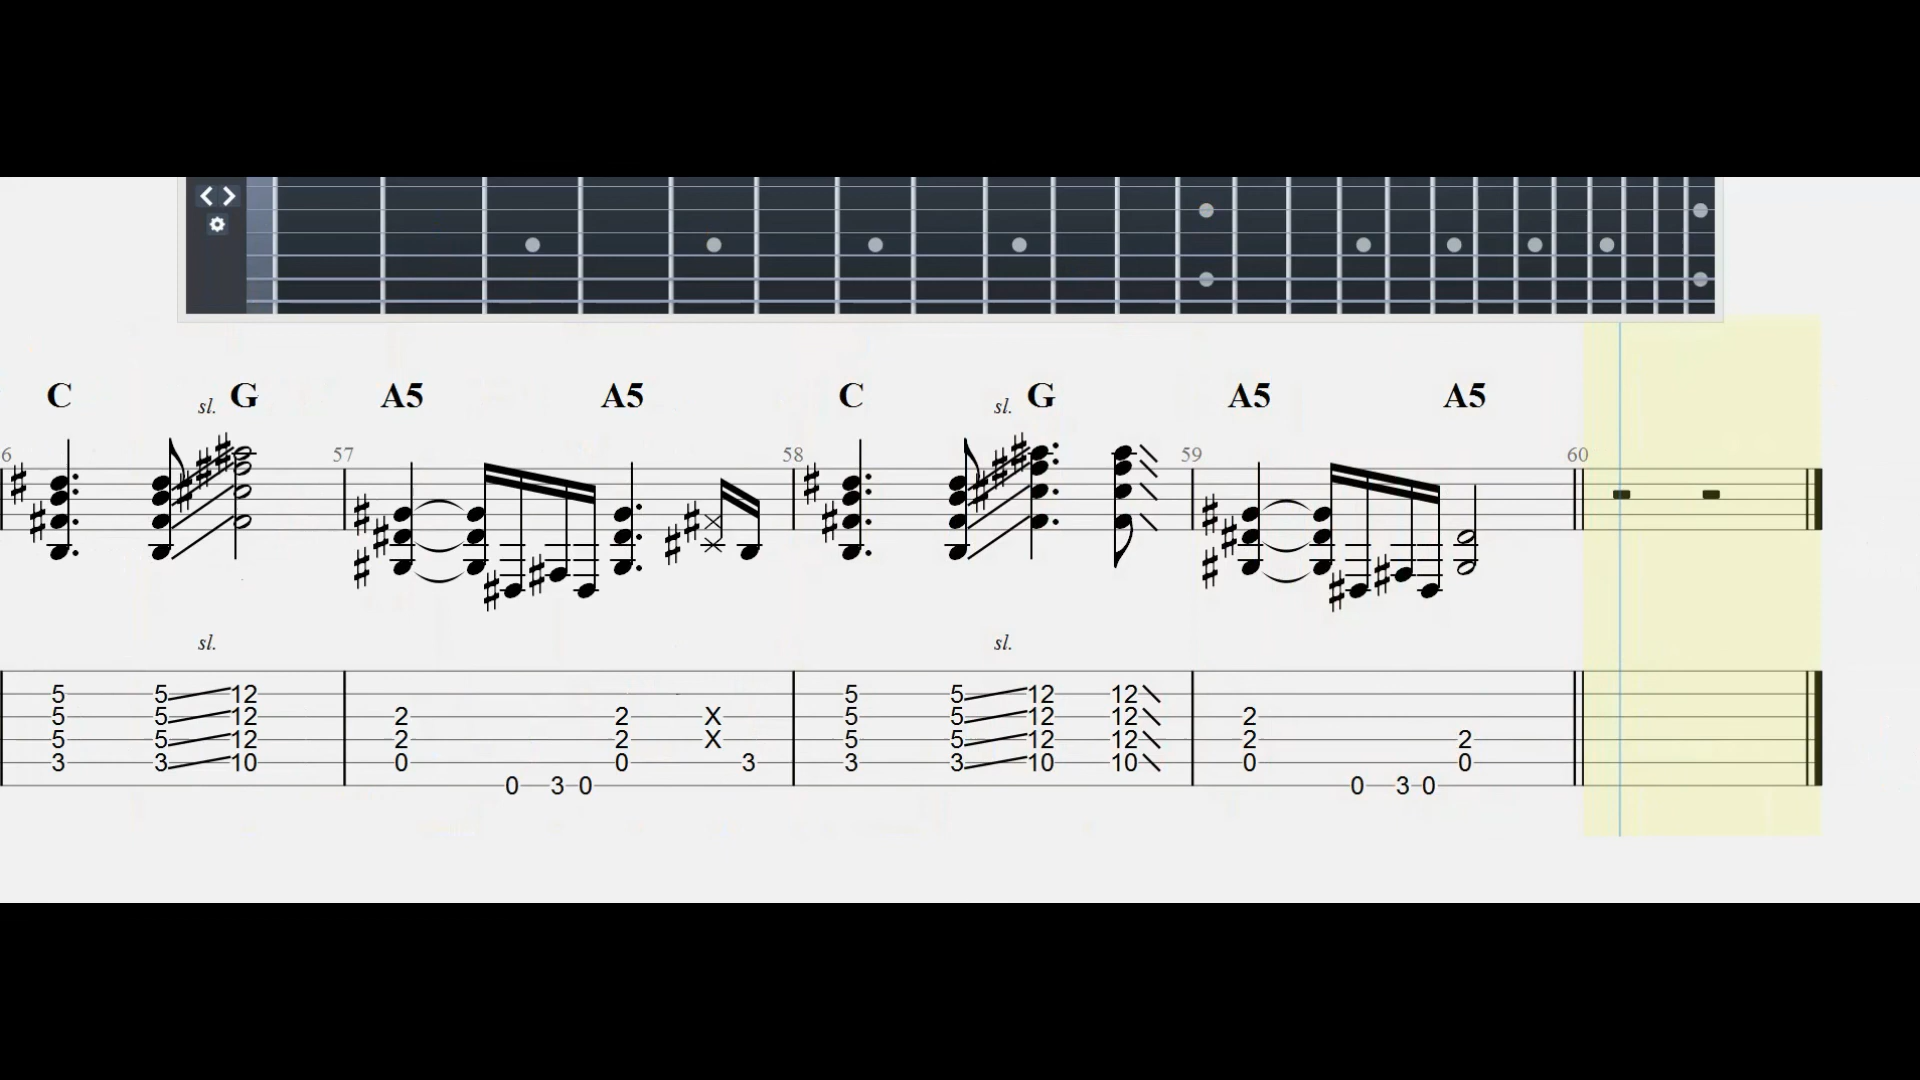 C sl. G A5 A5 C sl. G A5 A5
6 57 58 59 60
sl. sl.
5 5 12 5 5 12 12
5 5 12 2 2 X 5 5 12 12 2
5 5 12 2 2 X 5 5 12 12 2 2
3 3 10 0 0 3 3 3 10 10 0 0
0 3 0 0 3 0